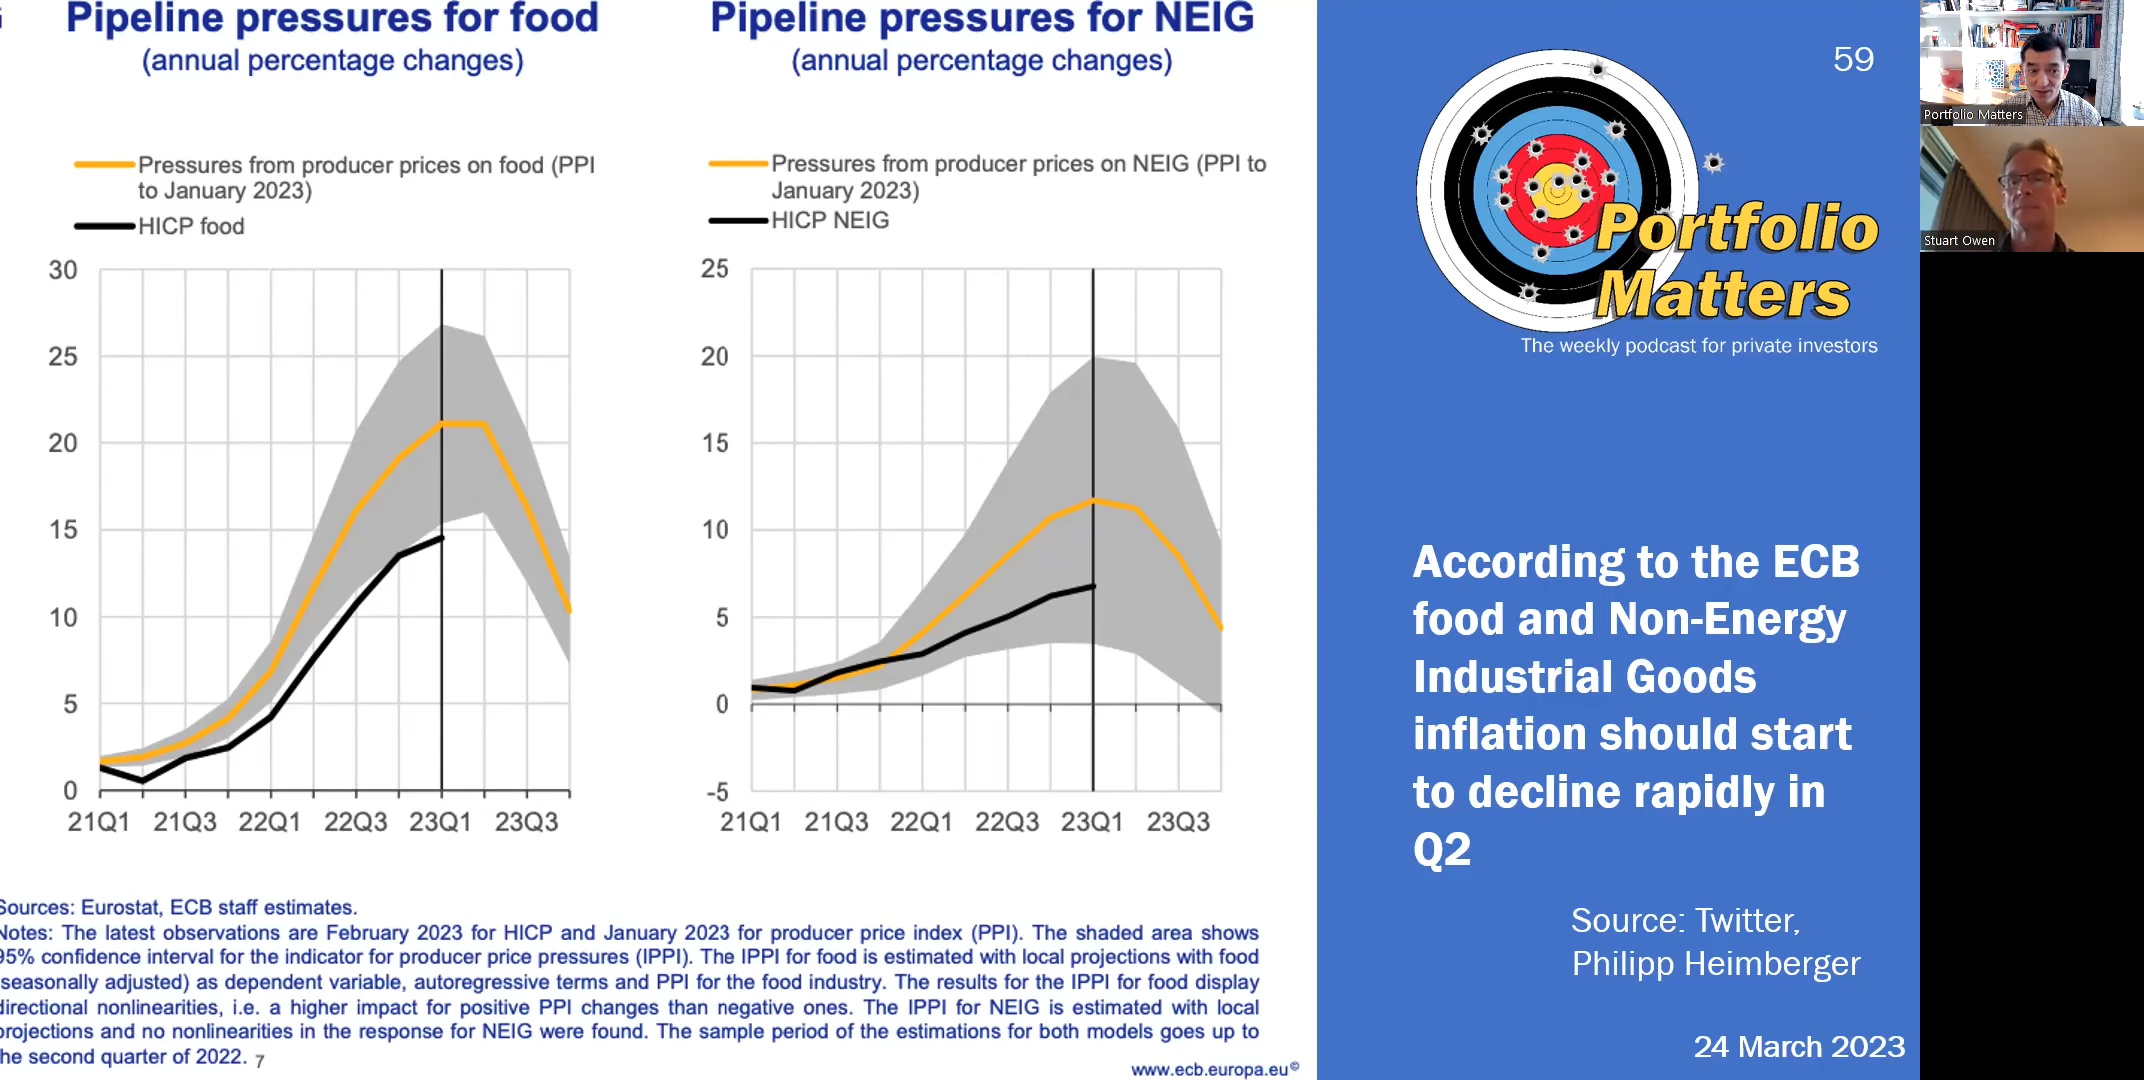 Pipeline pressures for food
(annual percentage changes)
Pressures from producer prices on food (PPI
to January 2023)
HICP food
30
25
20
15
10
5
0
21Q1 21Q3 22Q1 22Q3 23Q1 23Q3
Pipeline pressures for NEIG
(annual percentage changes)
Pressures from producer prices on NEIG (PPI to
January 2023)
HICP NEIG
25
20
15
10
5
0
-5
21Q1 21Q3 22Q1 22Q3 23Q1 23Q3
Sources: Eurostat, ECB staff estimates.
Notes: The latest observations are February 2023 for HICP and January 2023 for producer price index (PPI). The shaded area shows
95% confidence interval for the indicator for producer price pressures (IPPI). The IPPI for food is estimated with local projections with food
seasonally adjusted) as dependent variable, autoregressive terms and PPI for the food industry. The results for the IPPI for food display
directional nonlinearities, i.e. a higher impact for positive PPI changes than negative ones. The IPPI for NEIG is estimated with local
projections and no nonlinearities in the response for NEIG were found. The sample period of the estimations for both models goes up to
the second quarter of 2022. 7
www.ecb.europa.eu©
59
Portfolio
Matters
The weekly podcast for private investors
According to the ECB
food and Non-Energy
Industrial Goods
inflation should start
to decline rapidly in
Q2
Source: Twitter,
Philipp Heimberger
24 March 2023
Portfolio Matters
Stuart Owen